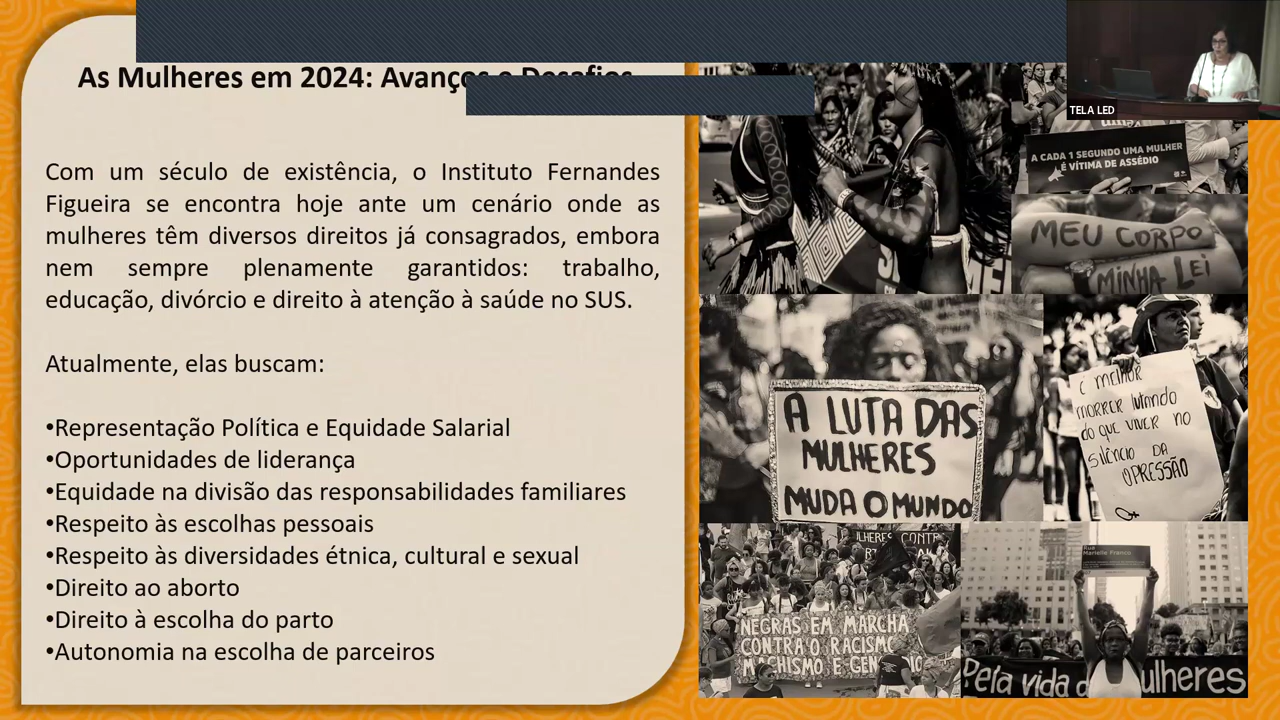 As Mulheres em 2024: Avanços e Desafios
TELA LED
Com um século de existência, o Instituto Fernandes
Figueira se encontra hoje ante um cenário onde as
mulheres têm diversos direitos já consagrados, embora
nem sempre plenamente garantidos: trabalho,
educação, divórcio e direito à atenção à saúde no SUS.
Atualmente, elas buscam:
•Representação Política e Equidade Salarial
•Oportunidades de liderança
•Equidade na divisão das responsabilidades familiares
•Respeito às escolhas pessoais
•Respeito às diversidades étnica, cultural e sexual
•Direito ao aborto
•Direito à escolha do parto
•Autonomia na escolha de parceiros
A CADA 1 SEGUNDO UMA MULHER
É VÍTIMA DE ASSÉDIO
MEU CORPO
MINHA LEI
A LUTA DAS
MULHERES
MUDA O MUNDO
É MELHOR
MORRER LUTANDO
DO QUE VIVER NO
SILÊNCIO DA
OPRESSÃO
NEGRAS EM MARCHA
CONTRA O RACISMO
MACHISMO E
Rua
Marielle Franco
Pela vida